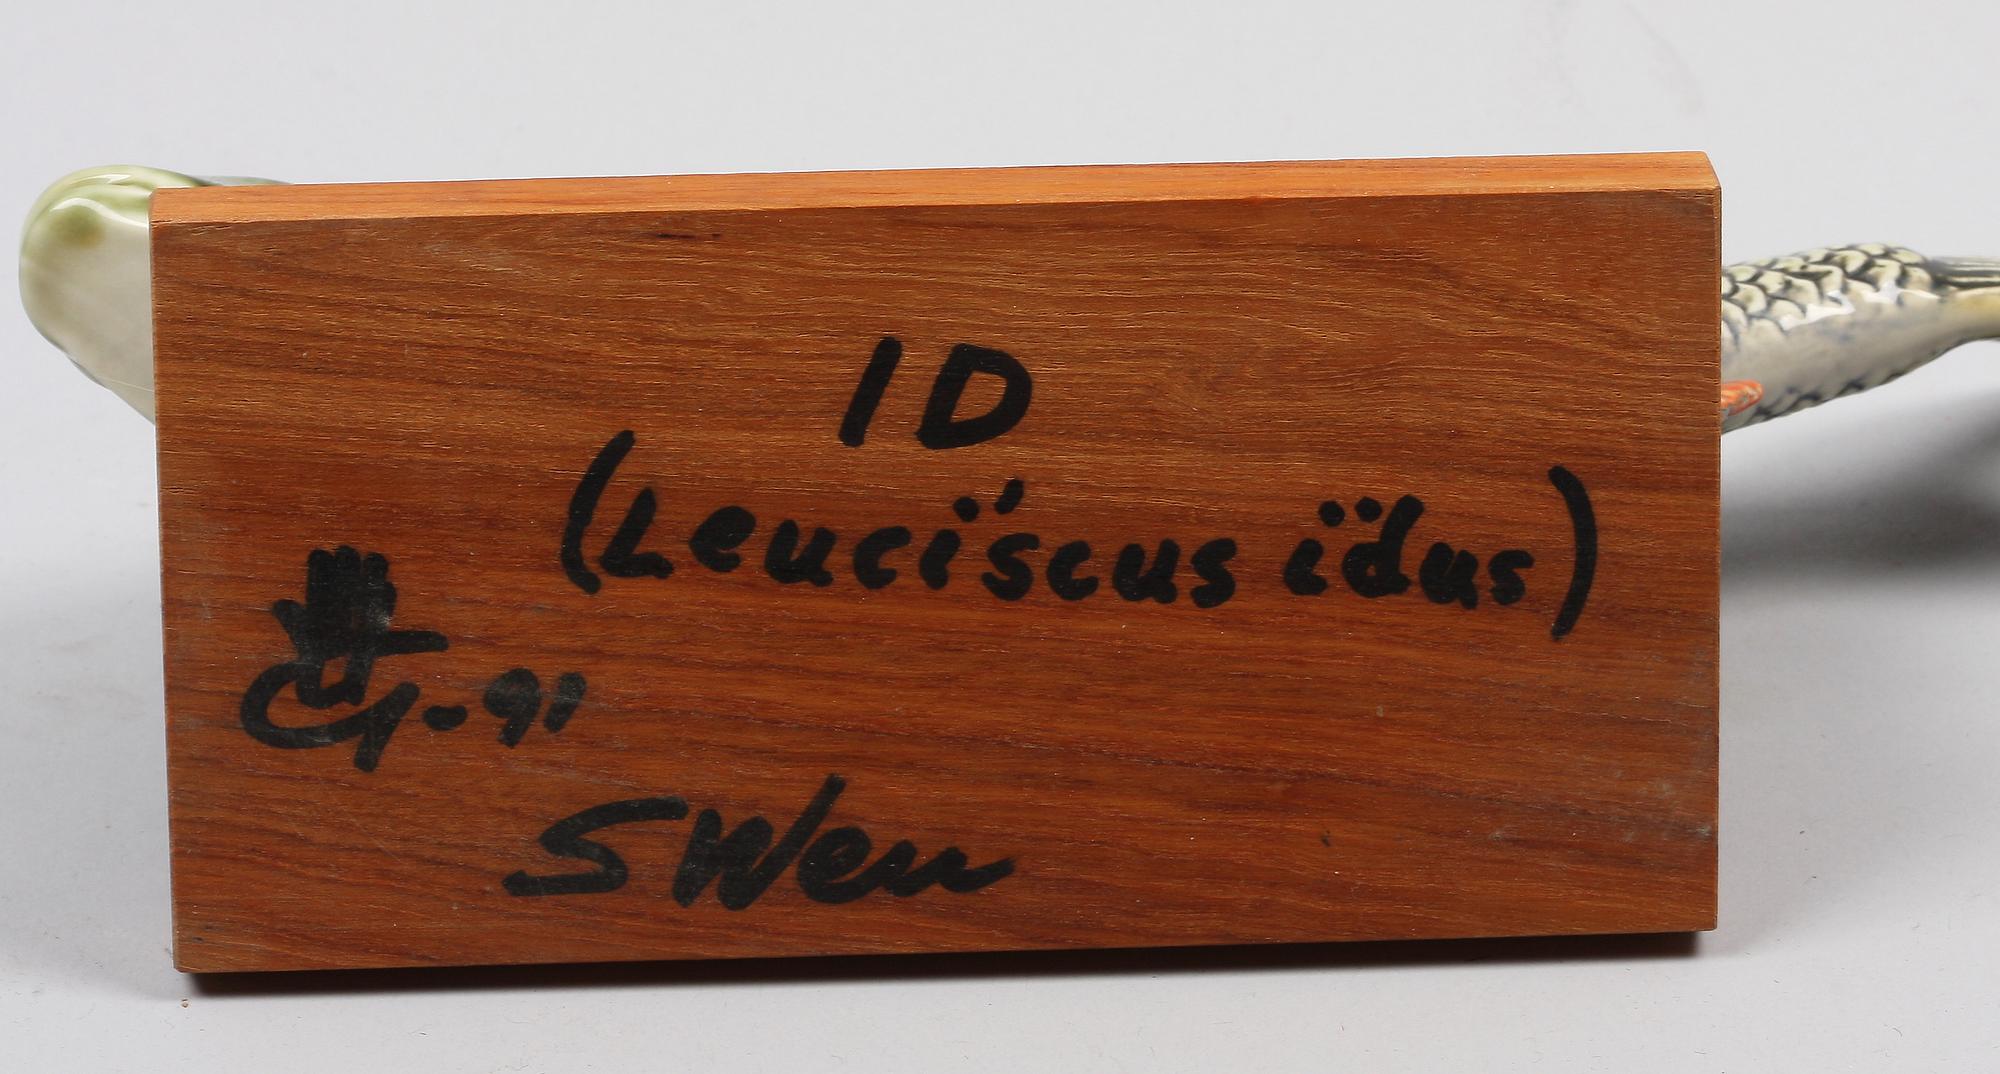 ID
(Leuciscus idus)
G-91
SWen